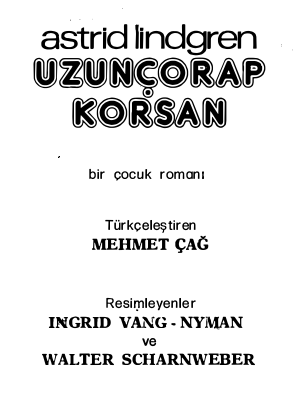 astrid lindgren
UZUNÇORAP
KORSAN
bir çocuk romanı
Türkçeleştiren
MEHMET ÇAĞ
Resimleyenler
INGRID VANG - NYMAN
ve
WALTER SCHARNWEBER